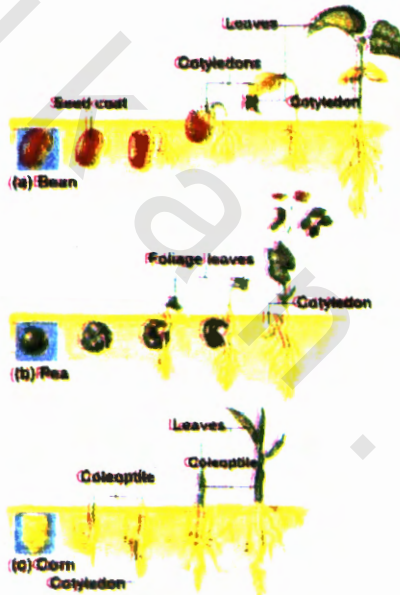 Leaves
Cotyledons
Seed coat
Cotyledon
(a) Bean
Foliage leaves
Cotyledon
(b) Pea
Leaves
Coleoptile
Coleoptile
(c) Corn
Cotyledon